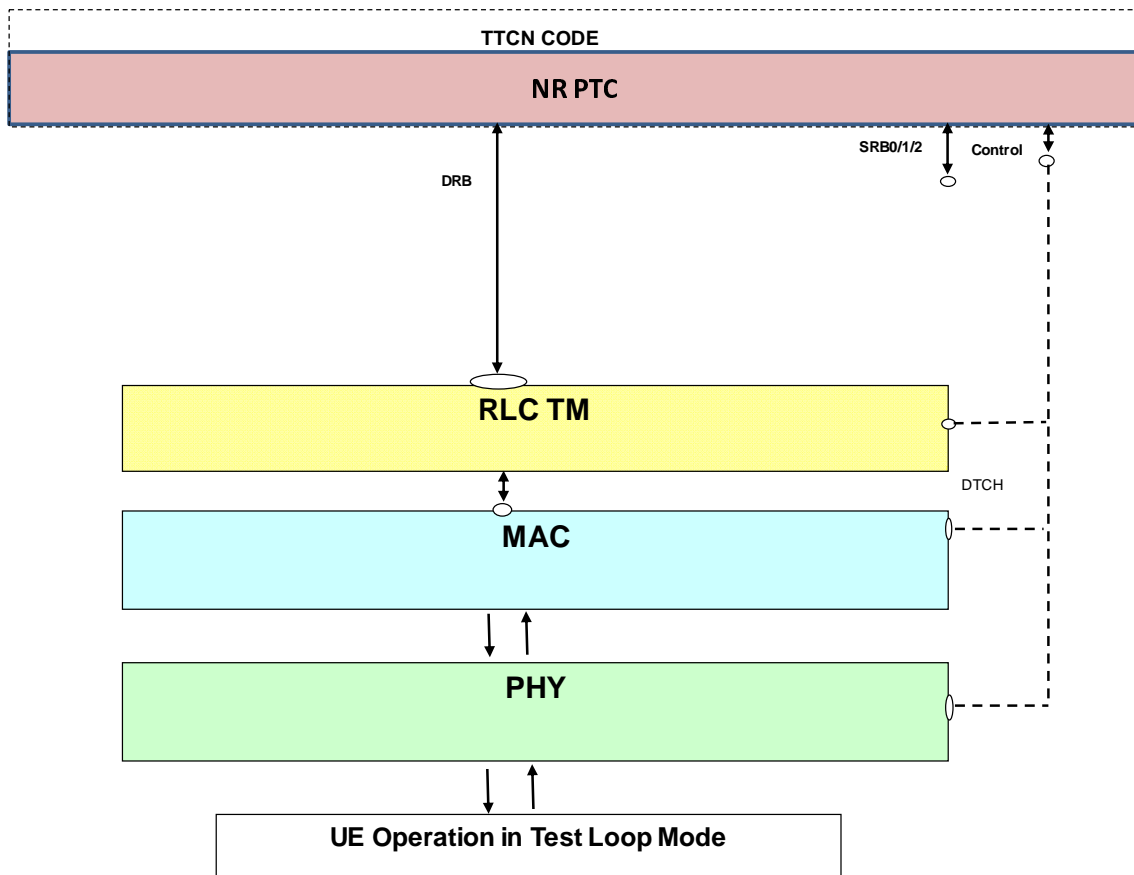 TTCN CODE
NR PTC
SRB0/1/2
Control
DRB
RLC TM
DTCH
MAC
PHY
UE Operation in Test Loop Mode